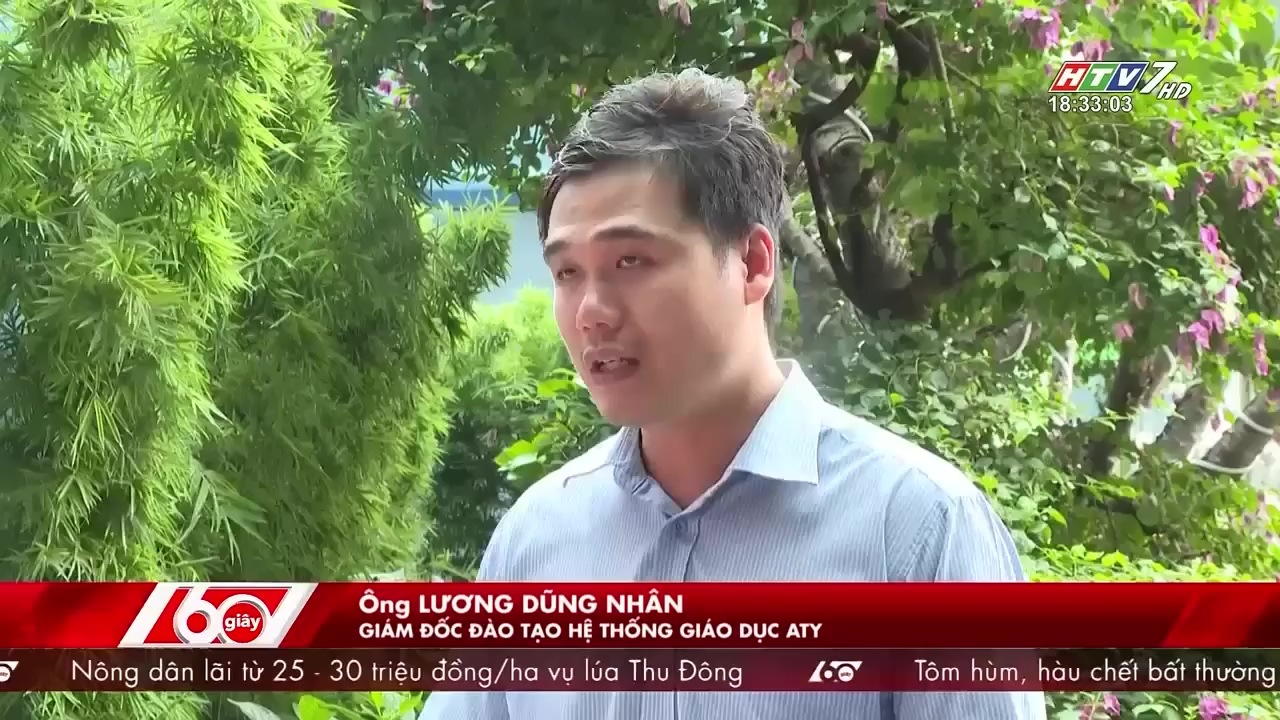 HTV7
HD
18:33:03
60 giây
Ông LƯƠNG DŨNG NHÂN
GIÁM ĐỐC ĐÀO TẠO HỆ THỐNG GIÁO DỤC ATY
Nông dân lãi từ 25 - 30 triệu đồng/ha vụ lúa Thu Đông 60 giây Tôm hùm, hàu chết bất thường